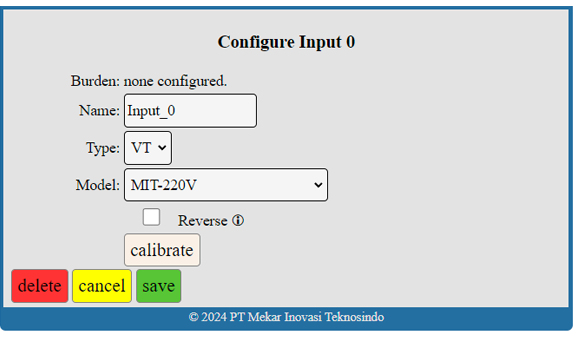 Configure Input 0
Burden: none configured.
Name: Input_0
Type: VT
Model: MIT-220V
Reverse ⓘ
calibrate
delete cancel save
© 2024 PT Mekar Inovasi Teknosindo